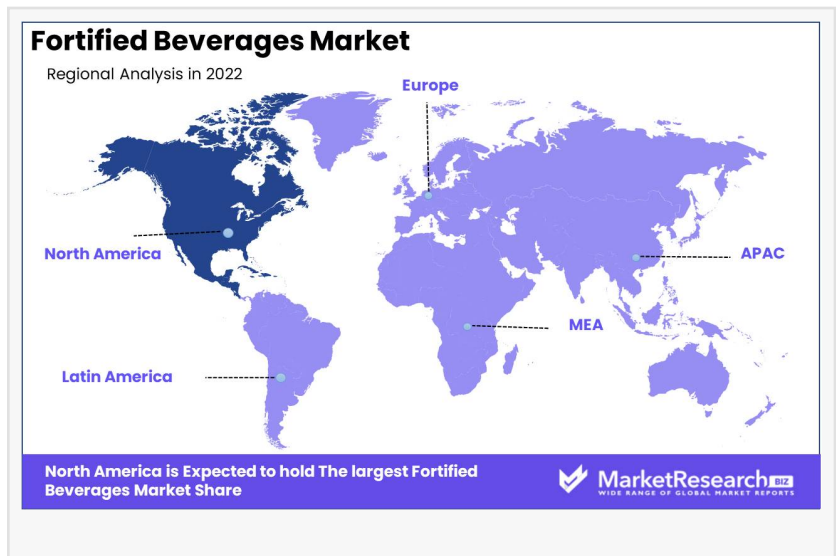 Fortified Beverages Market
Regional Analysis in 2022
Europe
North America
APAC
MEA
Latin America
North America is Expected to hold The largest Fortified
Beverages Market Share
MarketResearch BIZ
WIDE RANGE OF GLOBAL MARKET REPORTS